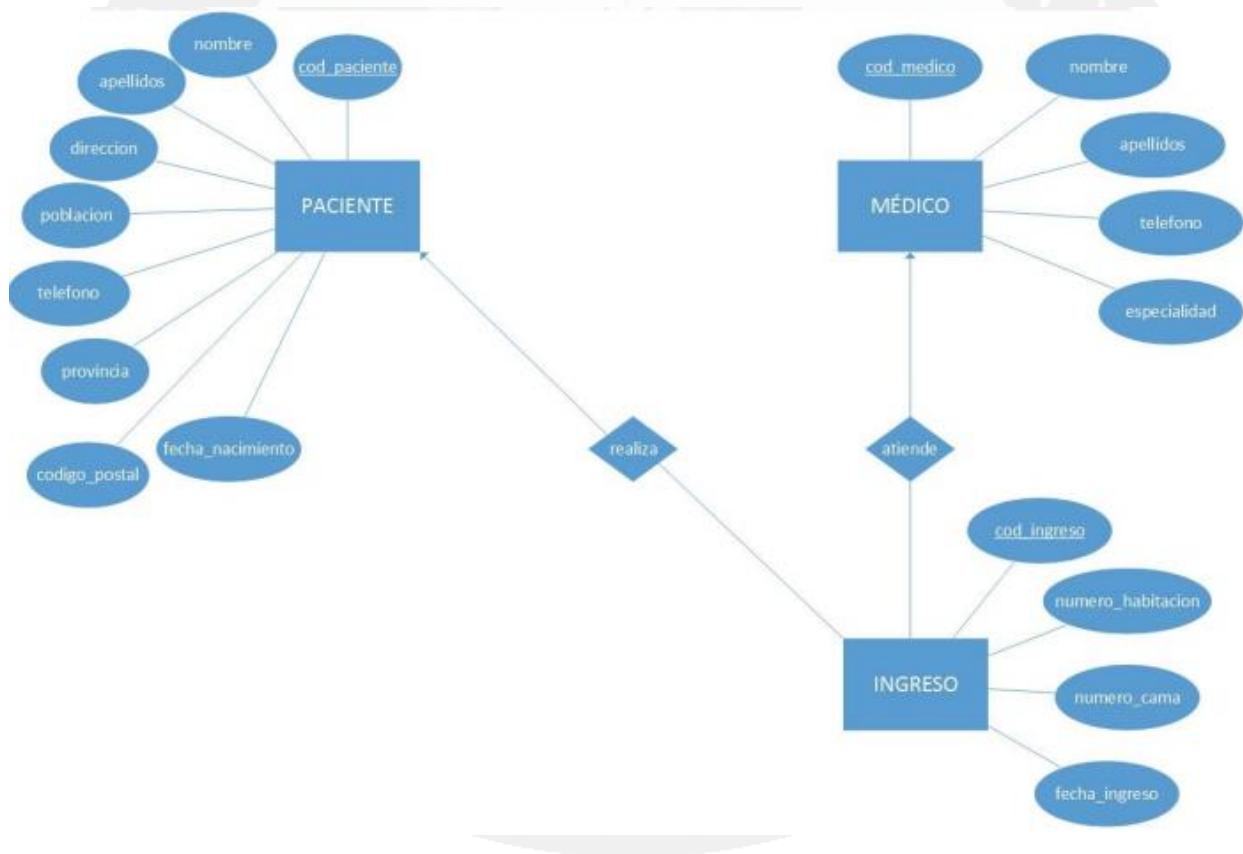 nombre
cod_paciente
apellidos
direccion
poblacion
telefono
provincia
codigo_postal
fecha_nacimiento
PACIENTE
cod_medico
nombre
apellidos
telefono
especialidad
MÉDICO
realiza
atiende
cod_ingreso
numero_habitacion
numero_cama
fecha_ingreso
INGRESO